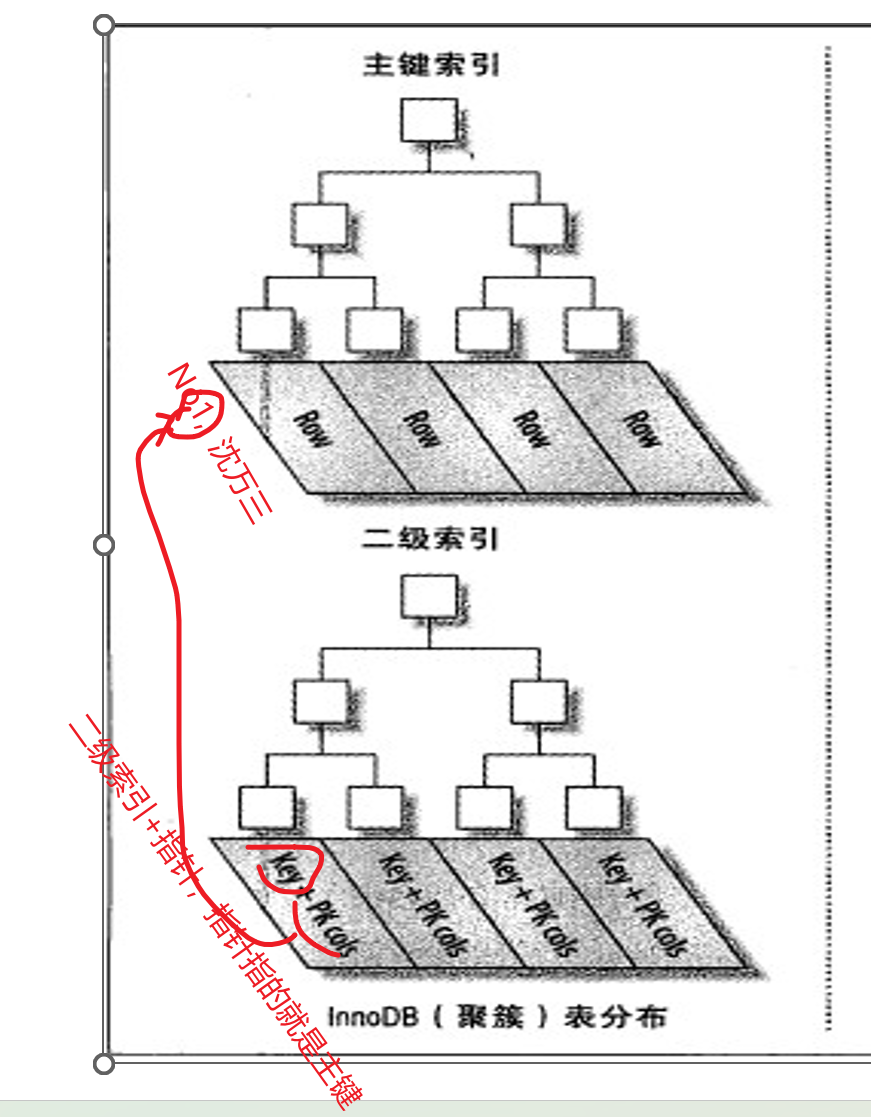 主键索引
Row
Row
Row
Row
No1.
沈万三
二级索引
Key + PK cols
Key + PK cols
Key + PK cols
Key + PK cols
二级索引+指针，指针指的就是主键
InnoDB ( 聚簇 ) 表分布